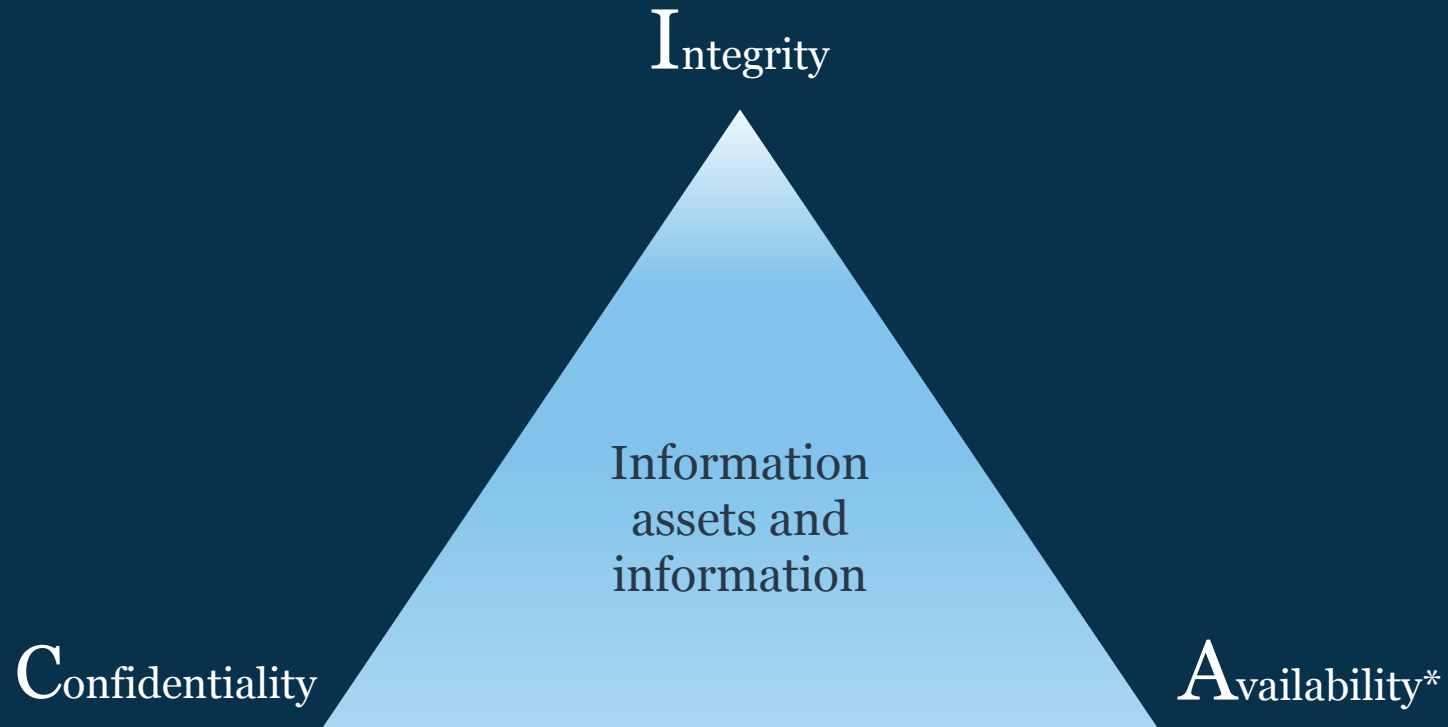 Integrity
Information
assets and
information
Confidentiality
Availability*